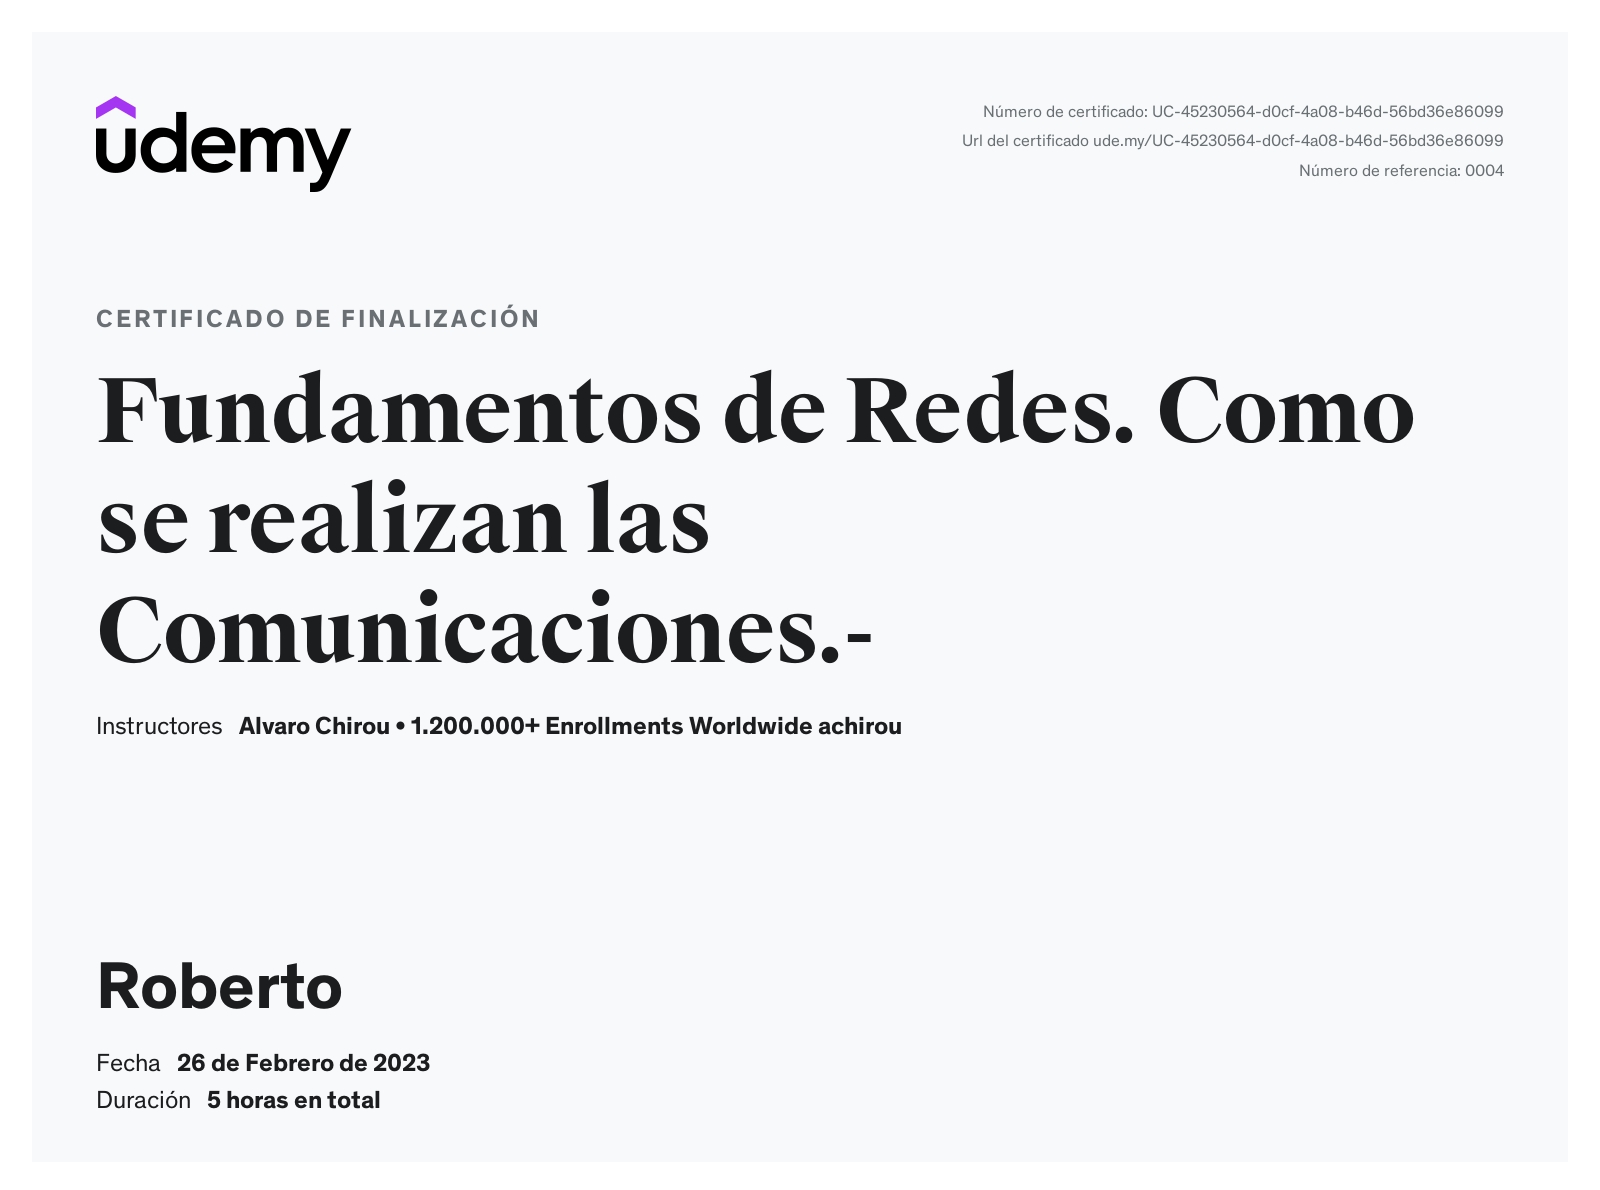 udemy
Número de certificado: UC-45230564-d0cf-4a08-b46d-56bd36e86099
Url del certificado ude.my/UC-45230564-d0cf-4a08-b46d-56bd36e86099
Número de referencia: 0004
CERTIFICADO DE FINALIZACIÓN
Fundamentos de Redes. Como
se realizan las
Comunicaciones.-
Instructores Alvaro Chirou • 1.200.000+ Enrollments Worldwide achirou
Roberto
Fecha 26 de Febrero de 2023
Duración 5 horas en total